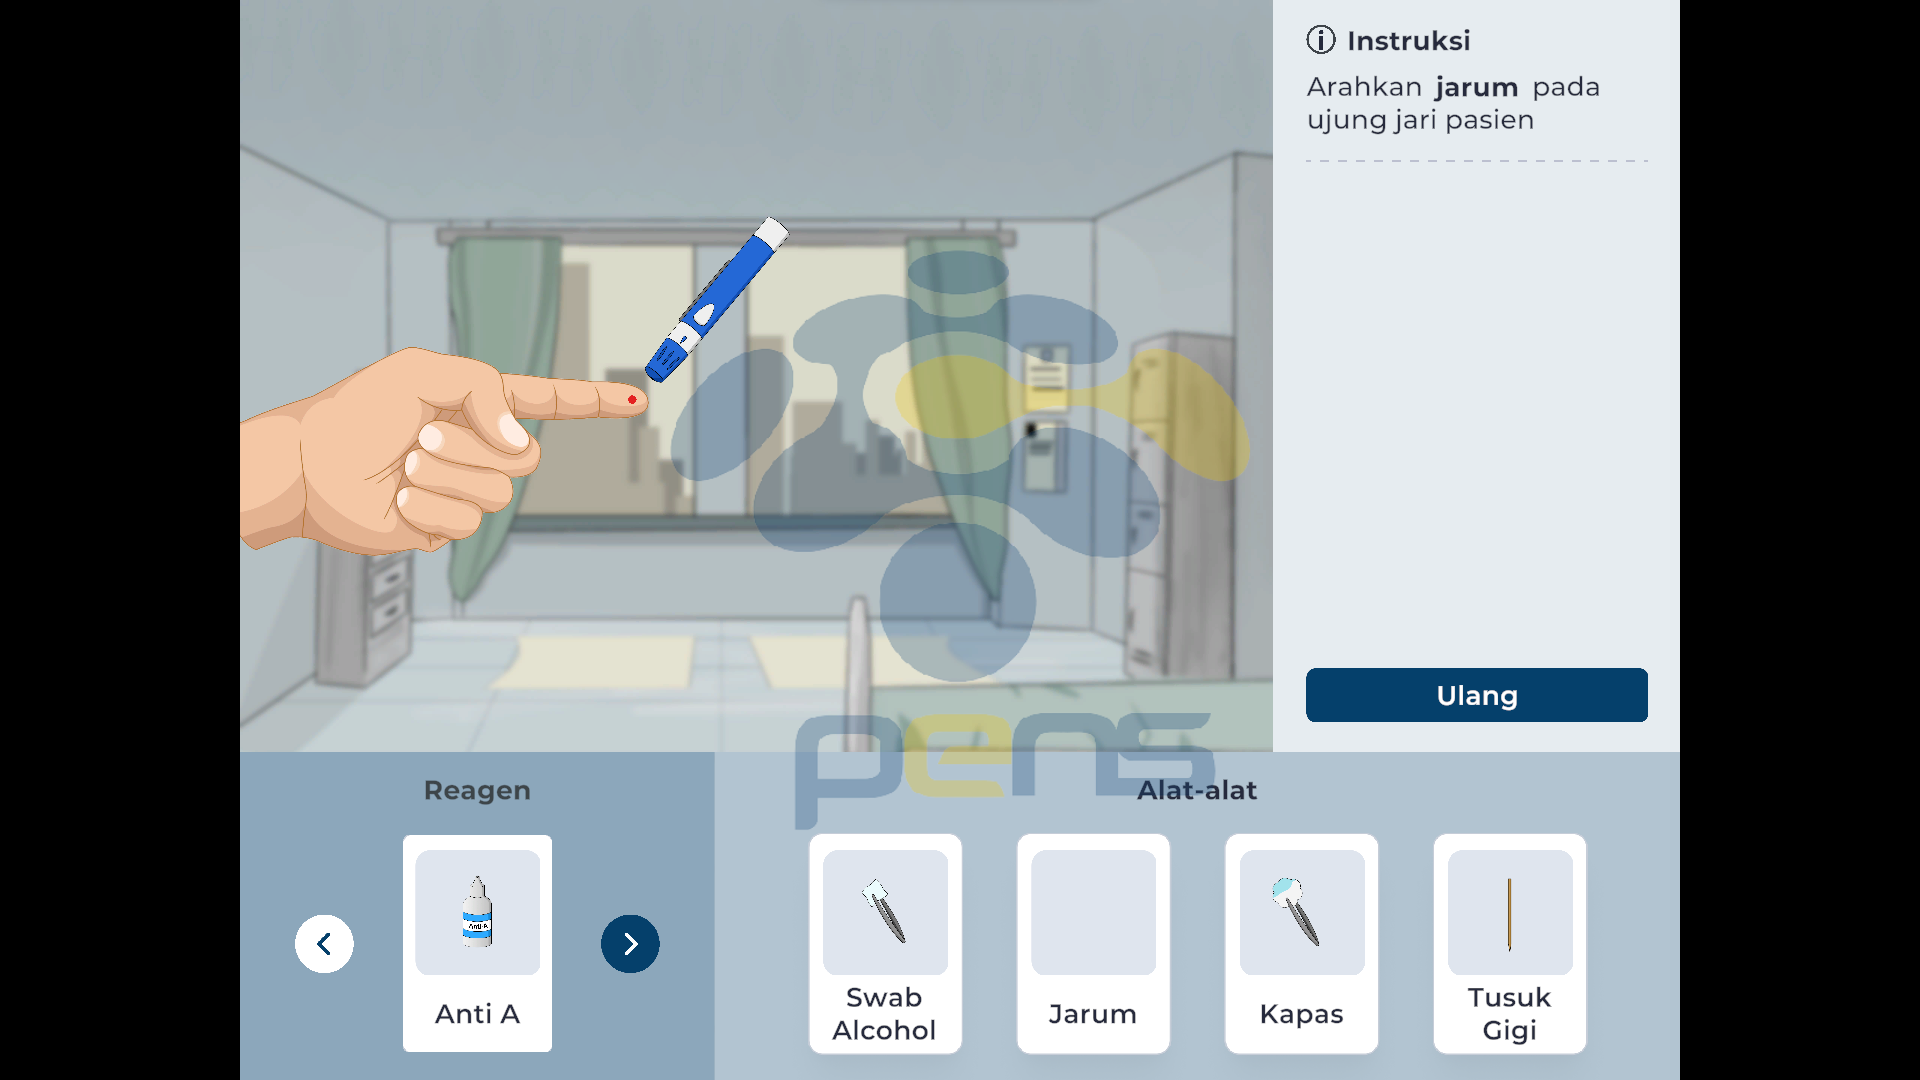 Instruksi
Arahkan jarum pada
ujung jari pasien
Ulang
pens
Reagen
Alat-alat
Anti-A
Anti A
Swab
Alcohol
Jarum
Kapas
Tusuk
Gigi